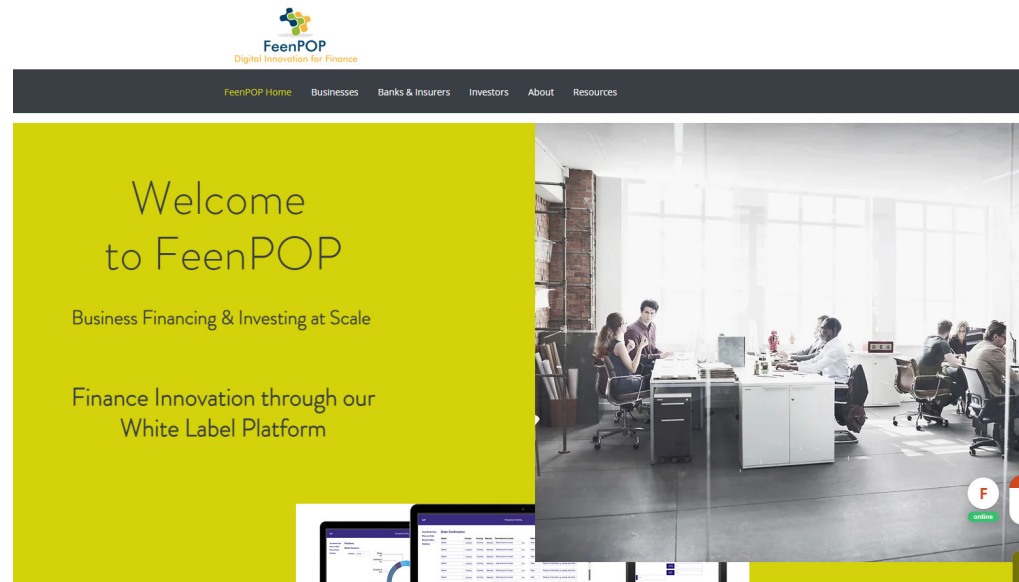 FeenPOP
Digital Innovation for Finance
FeenPOP Home Businesses Banks & Insurers Investors About Resources
Welcome
to FeenPOP
Business Financing & Investing at Scale
Finance Innovation through our
White Label Platform
F
online